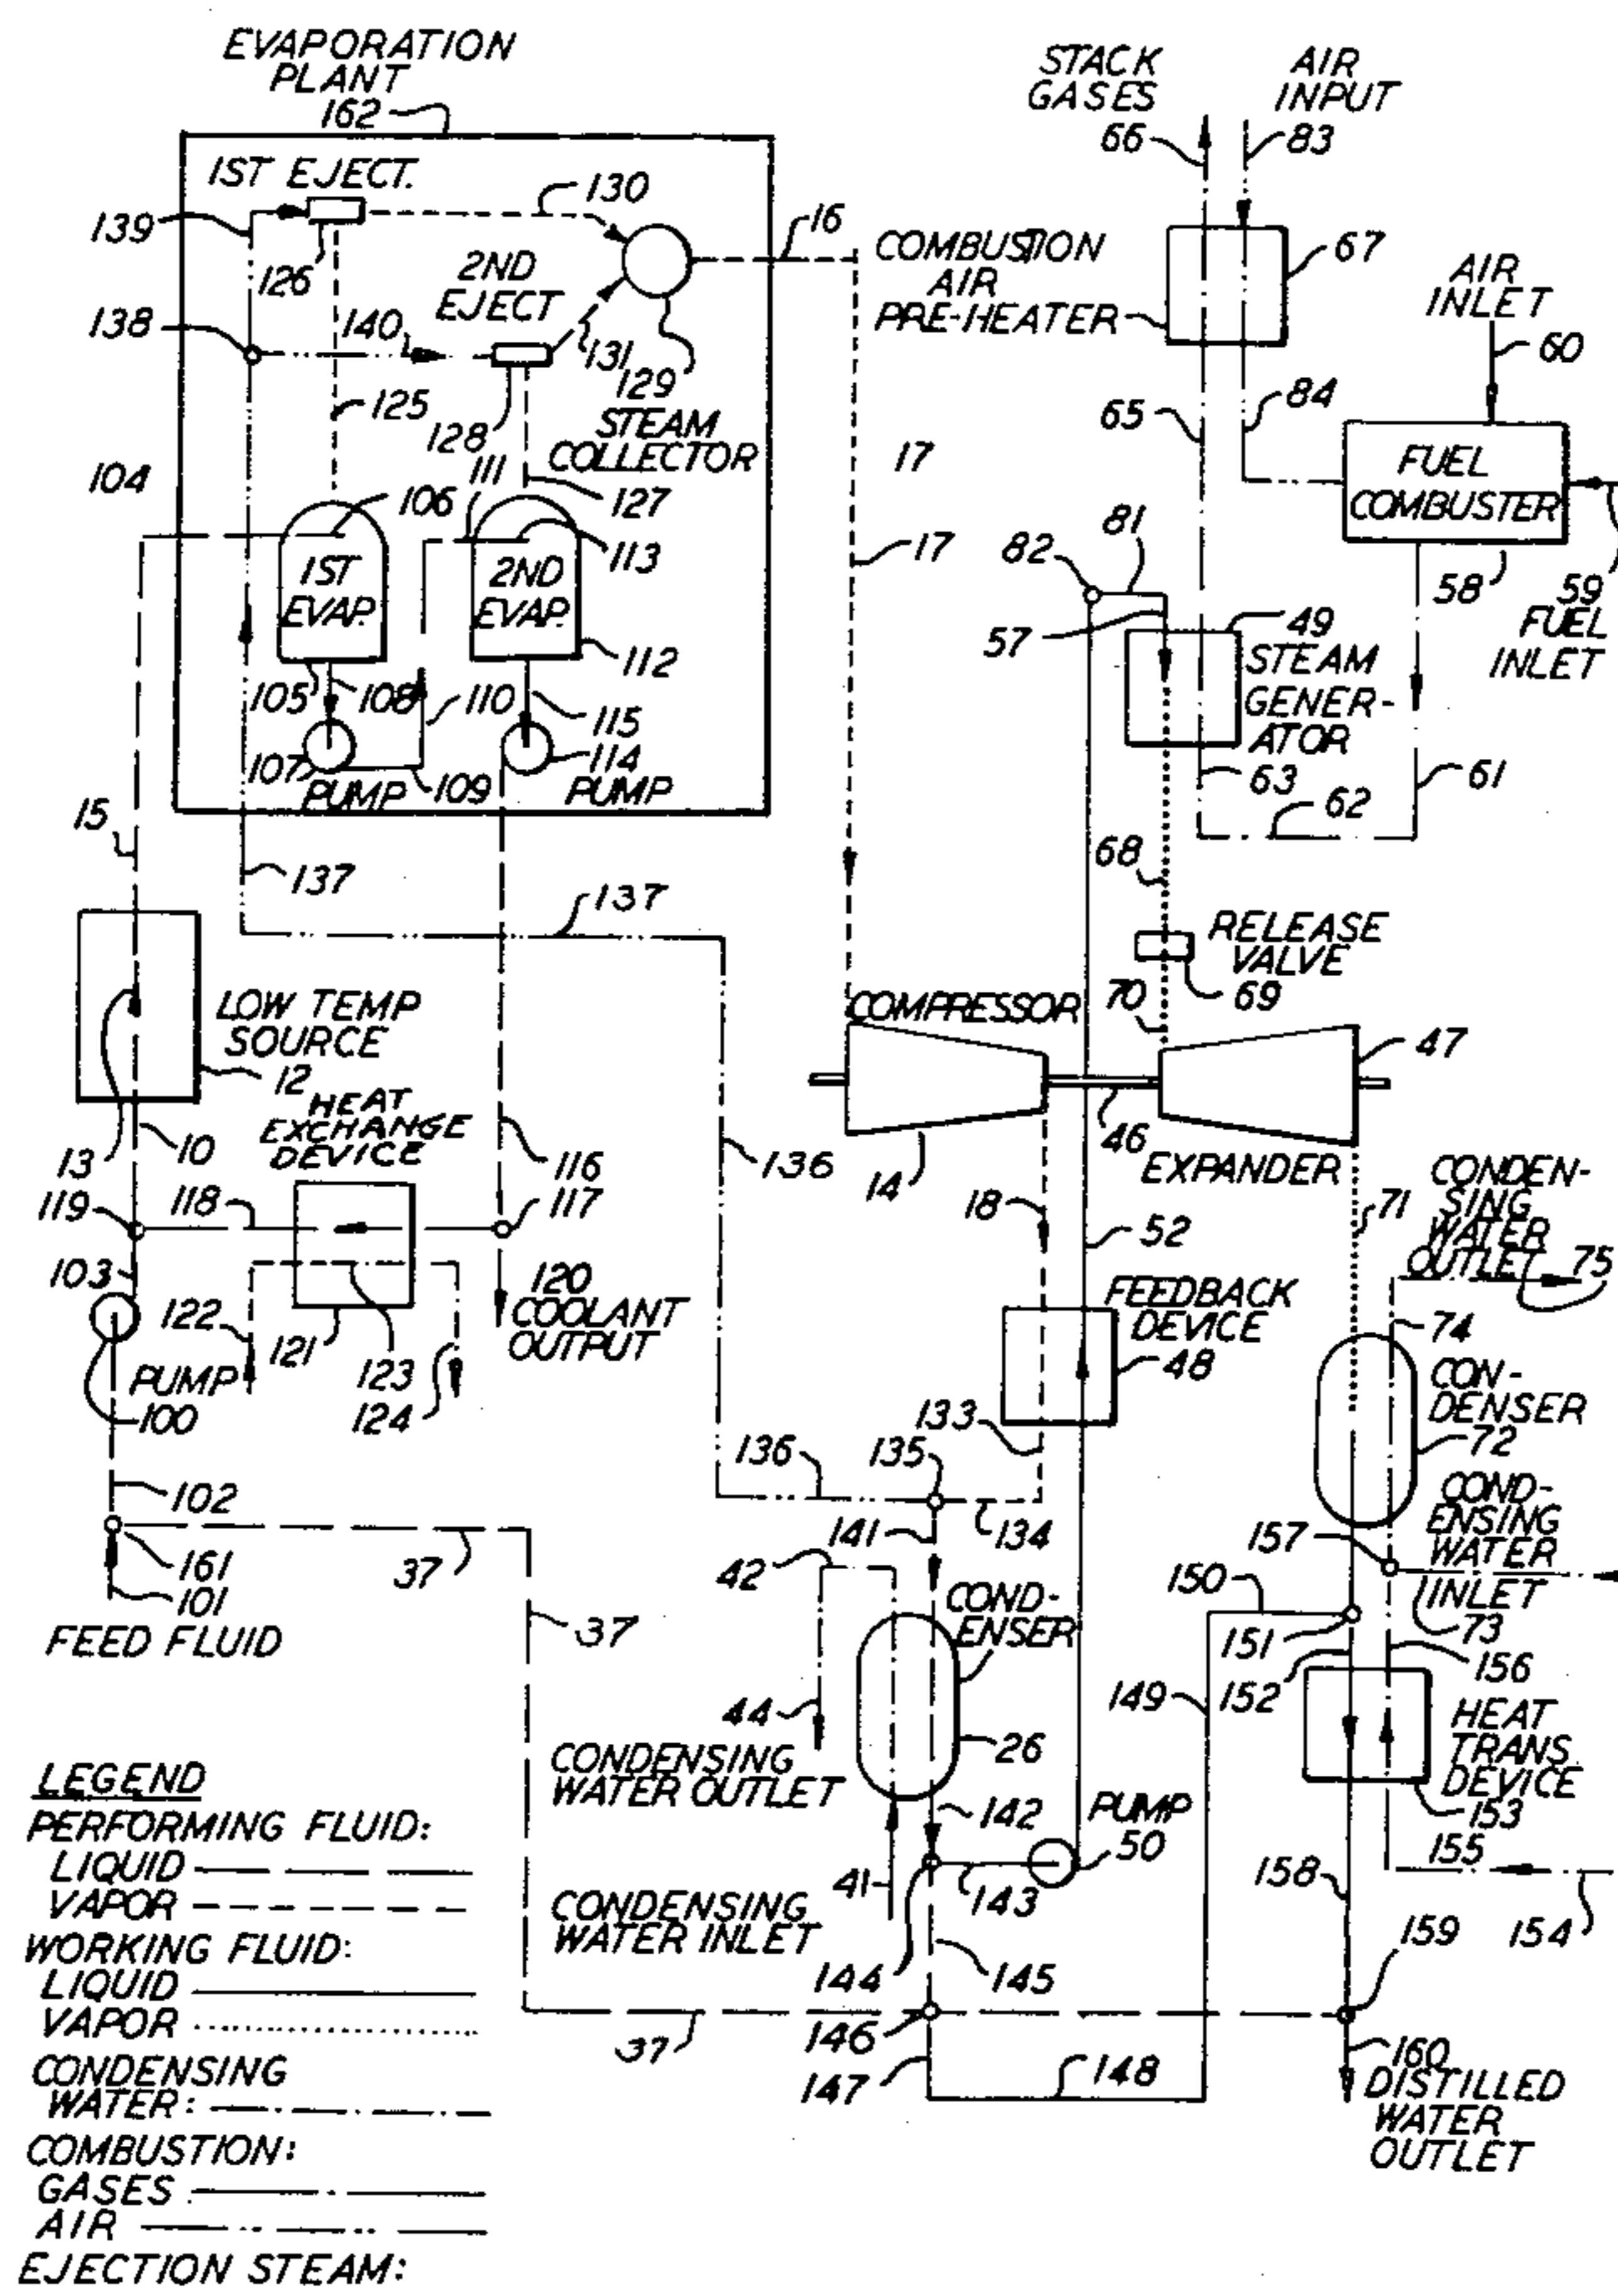 EVAPORATION
PLANT
162
1ST EJECT.
130
139
126
2ND
EJECT
16
138
140
131
129
125
128
STEAM
COLLECTOR
104
111
127
106
113
1ST
EVAP.
2ND
EVAP.
112
105
108
110
115
107
114
PUMP
109
PUMP
15
137
137
STACK
GASES
66
AIR
INPUT
83
COMBUSTION
AIR
PRE-HEATER
67
AIR
INLET
60
65
84
FUEL
COMBUSTER
17
17
81
82
58
59
FUEL
INLET
57
49
STEAM
GENER-
ATOR
63
61
62
68
RELEASE
VALVE
69
70
COMPRESSOR
47
LOW TEMP
SOURCE
12
13
10
HEAT
EXCHANGE
DEVICE
116
136
14
46
EXPANDER
CONDEN-
SING
WATER
OUTLET
75
119
118
117
18
71
52
103
120
COOLANT
OUTPUT
FEEDBACK
DEVICE
48
74
122
121
123
PUMP
100
124
CON-
DENSER
72
133
136
135
102
COND-
ENSING
WATER
INLET
141
134
157
161
37
42
101
FEED FLUID
37
COND-
ENSER
150
151
73
156
152
149
44
26
HEAT
TRANS
DEVICE
153
CONDENSING
WATER OUTLET
LEGEND
PERFORMING FLUID:
LIQUID
VAPOR
142
PUMP
50
155
158
41
143
154
CONDENSING
WATER INLET
WORKING FLUID:
LIQUID
VAPOR
144
145
159
146
37
147
148
160
DISTILLED
WATER
OUTLET
CONDENSING
WATER:
COMBUSTION:
GASES
AIR
EJECTION STEAM: